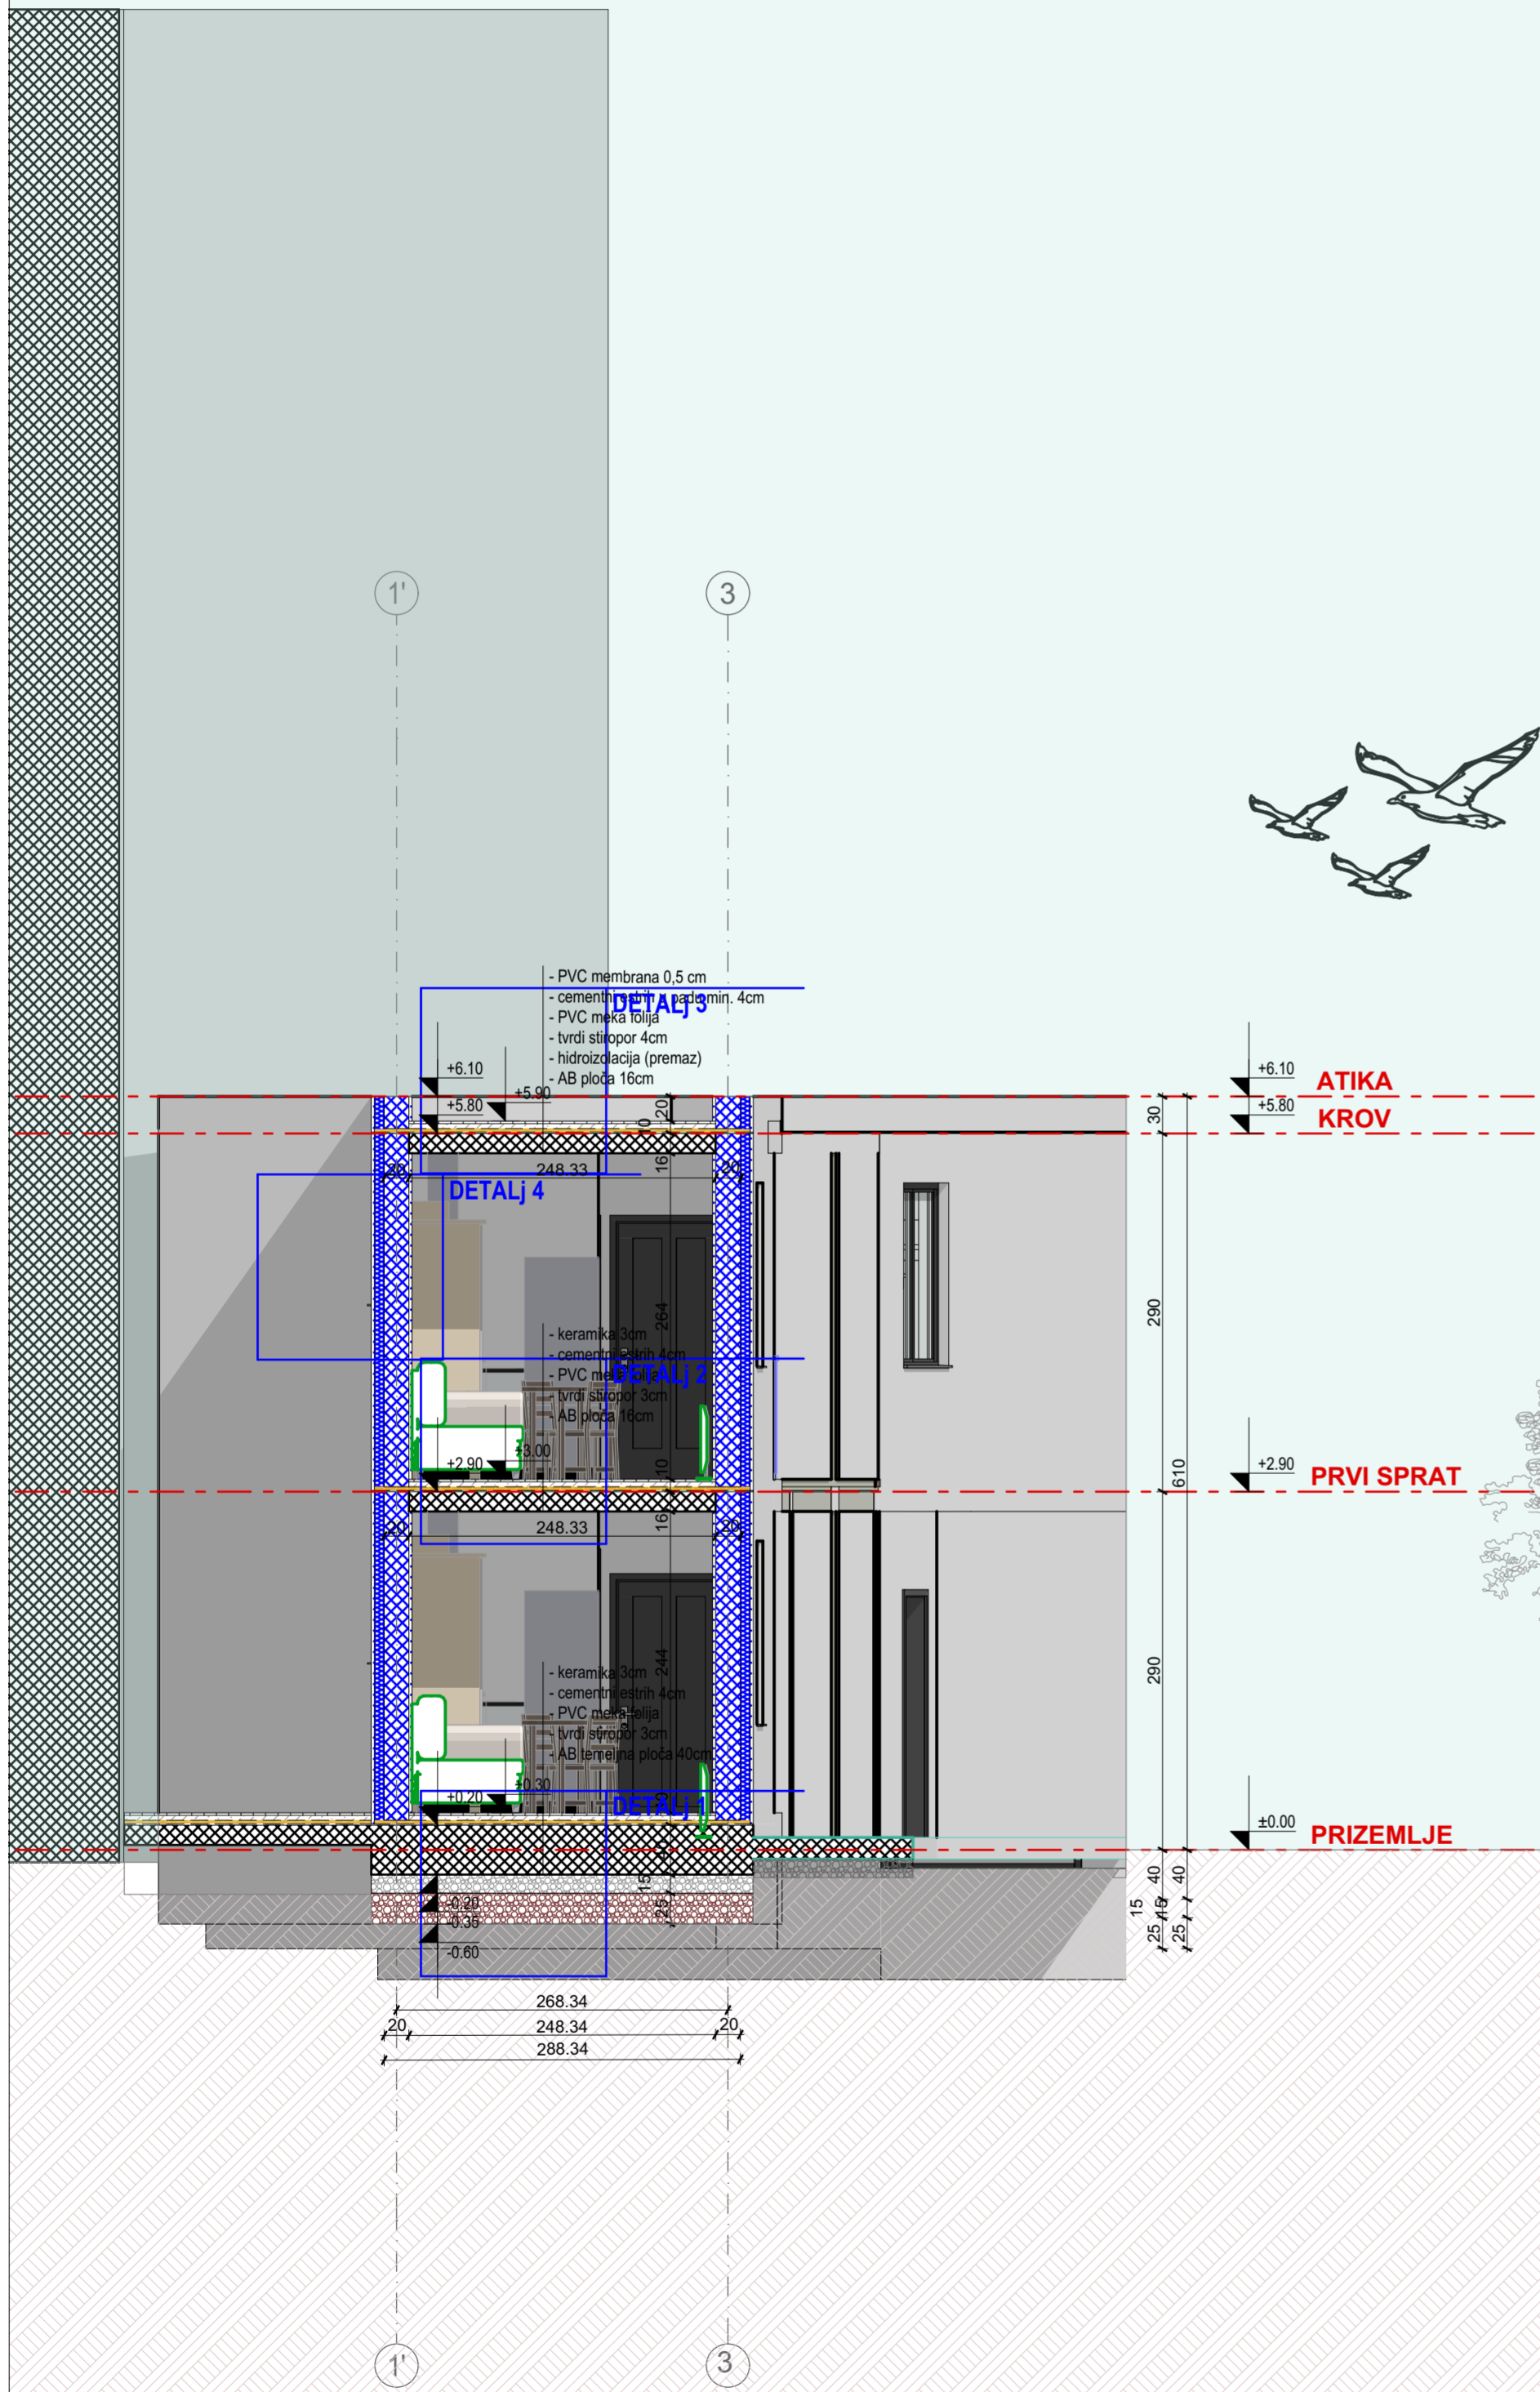 1'
3
- PVC membrana 0,5 cm
- cementni estrih u padu min. 4cm
DETALj 3
- PVC meka folija
- tvrdi stiropor 4cm
- hidroizolacija (premaz)
- AB ploča 16cm
+6.10
+5.90
+5.80
20
10
+6.10
ATIKA
+5.80
KROV
30
16
20
248.33
20
DETALj 4
264
290
- keramika 3cm
- cementni estrih 4cm
- PVC meka folija
DETALj 2
- tvrdi stiropor 3cm
- AB ploča 16cm
+3.00
+2.90
10
+2.90
PRVI SPRAT
610
16
20
248.33
20
244
290
- keramika 3cm
- cementni estrih 4cm
- PVC meka folija
- tvrdi stiropor 3cm
- AB temeljna ploča 40cm
+0.30
+0.20
DETALj 1
±0.00
PRIZEMLJE
40
40
15
15
15
-0.20
-0.35
25
25
25
-0.60
268.34
20
248.34
20
288.34
1'
3